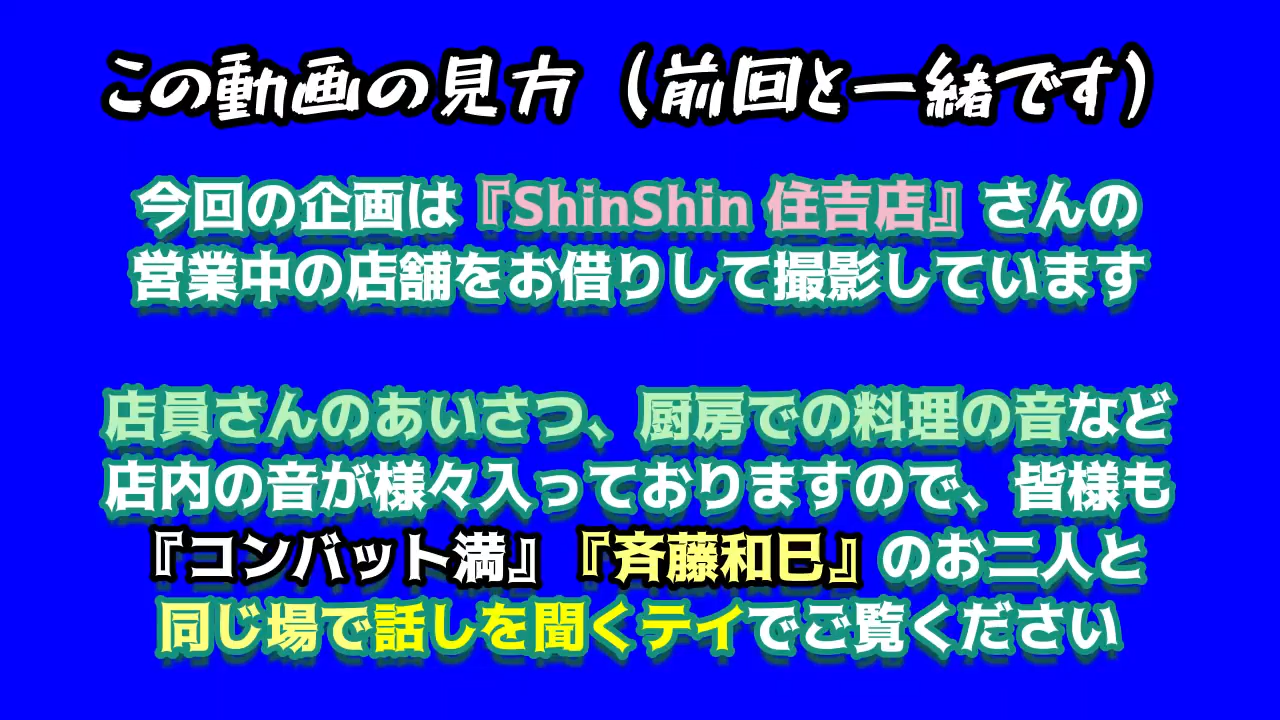 この動画の見方（前回と一緒です）
今回の企画は『ShinShin 住吉店』さんの
営業中の店舗をお借りして撮影しています
店員さんのあいさつ、厨房での料理の音など
店内の音が様々入っておりますので、皆様も
『コンバット満』『斉藤和巳』のお二人と
同じ場で話しを聞くテイでご覧ください